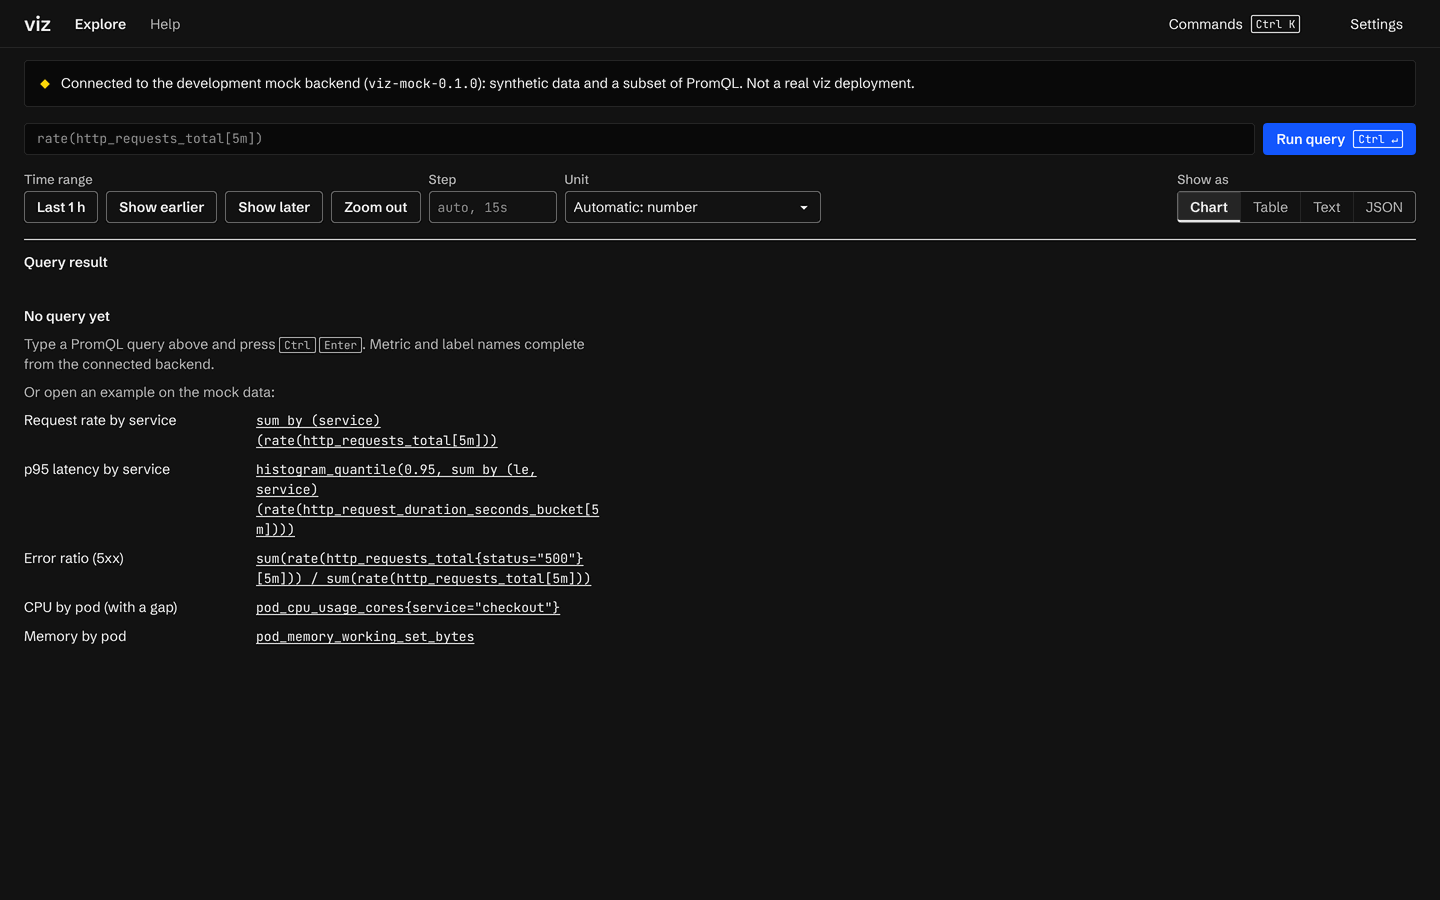 viz Explore Help Commands Ctrl K Settings
Connected to the development mock backend (viz-mock-0.1.0): synthetic data and a subset of PromQL. Not a real viz deployment.
rate(http_requests_total[5m]) Run query Ctrl ↵
Time range Step Unit Show as
Last 1 h Show earlier Show later Zoom out auto, 15s Automatic: number Chart Table Text JSON
Query result
No query yet
Type a PromQL query above and press Ctrl Enter. Metric and label names complete
from the connected backend.
Or open an example on the mock data:
Request rate by service sum by (service)
(rate(http_requests_total[5m]))
p95 latency by service histogram_quantile(0.95, sum by (le,
service)
(rate(http_request_duration_seconds_bucket[5
m])))
Error ratio (5xx) sum(rate(http_requests_total{status="500"}
[5m])) / sum(rate(http_requests_total[5m]))
CPU by pod (with a gap) pod_cpu_usage_cores{service="checkout"}
Memory by pod pod_memory_working_set_bytes